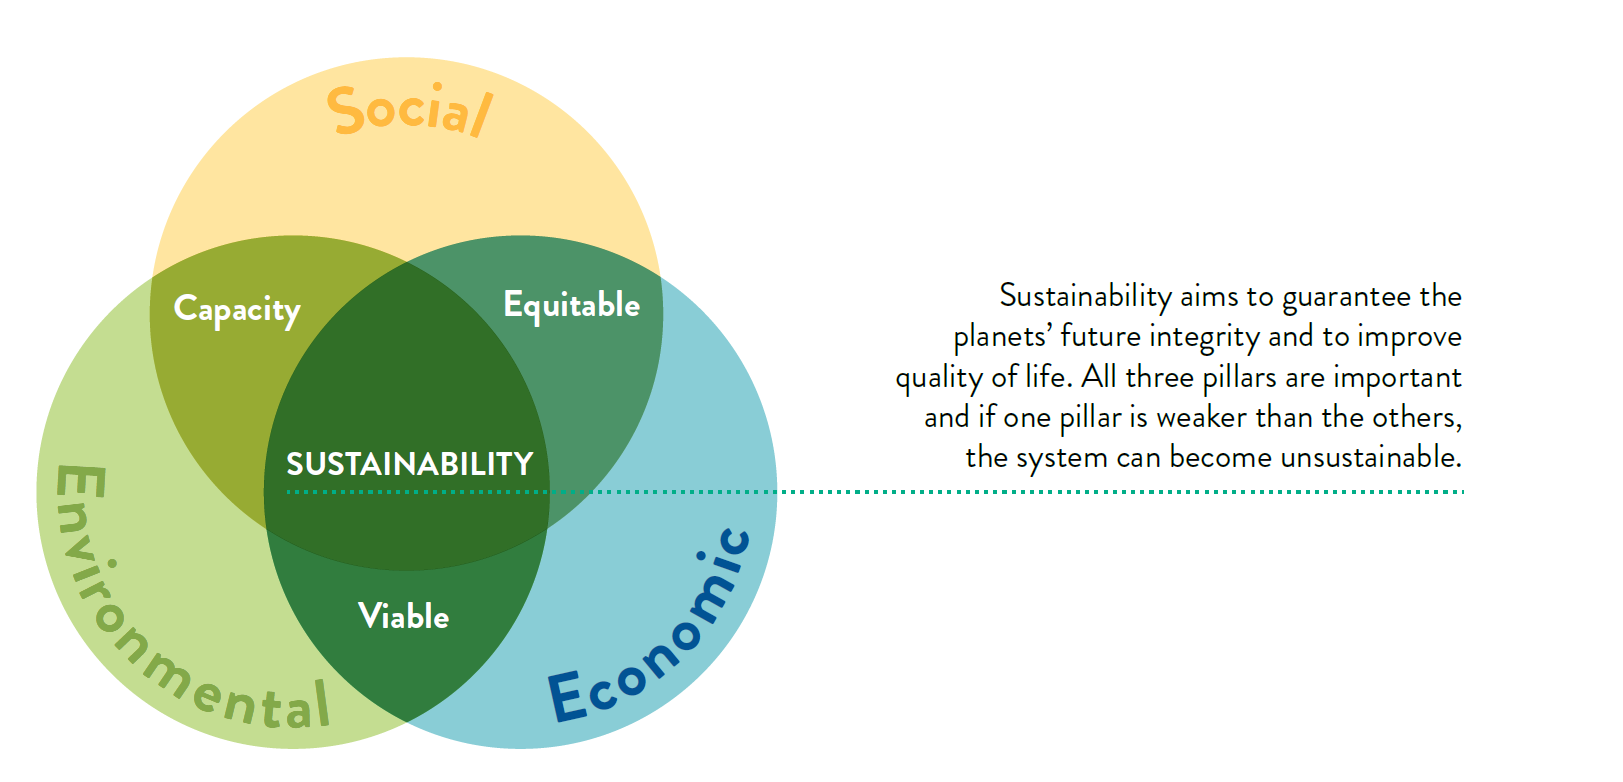 Social
Capacity
Equitable
Sustainability aims to guarantee the
planets’ future integrity and to improve
quality of life. All three pillars are important
and if one pillar is weaker than the others,
the system can become unsustainable.
SUSTAINABILITY
Environmental
Viable
Economic